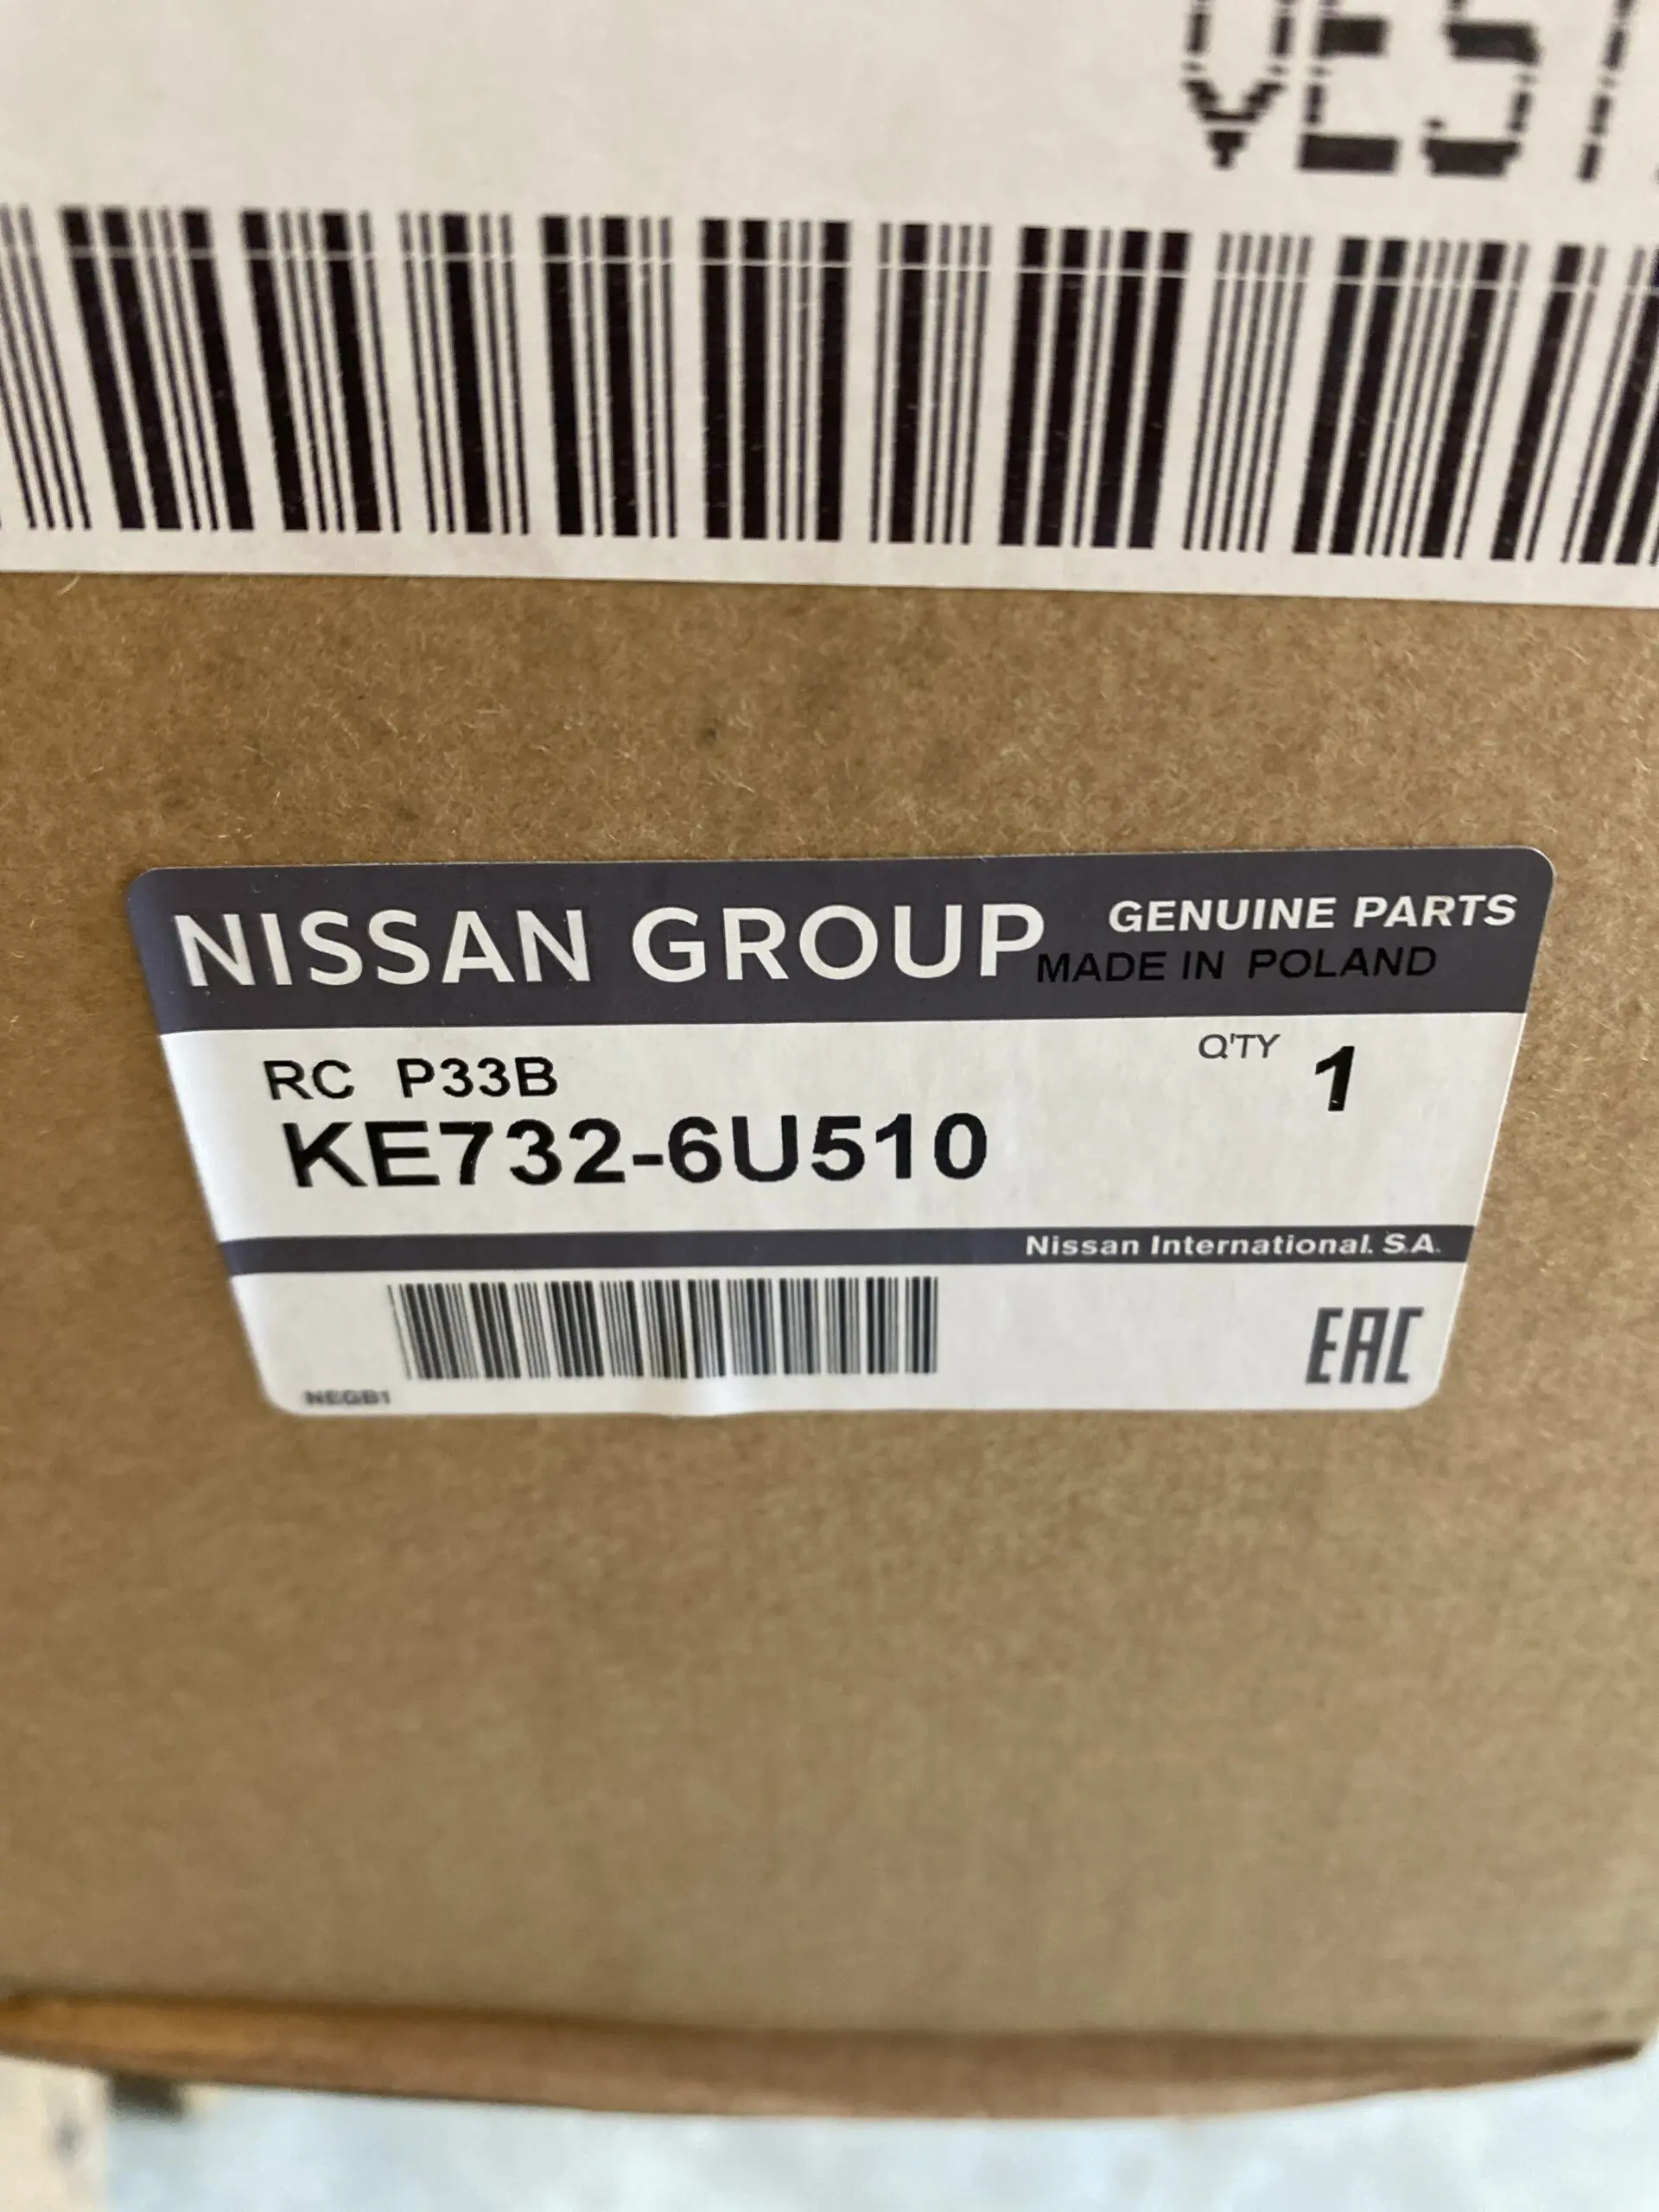 NISSAN GROUP GENUINE PARTS
MADE IN POLAND
RC P33B
Q'TY 1
KE732-6U510
Nissan International. S.A.
NEGB1
EAC